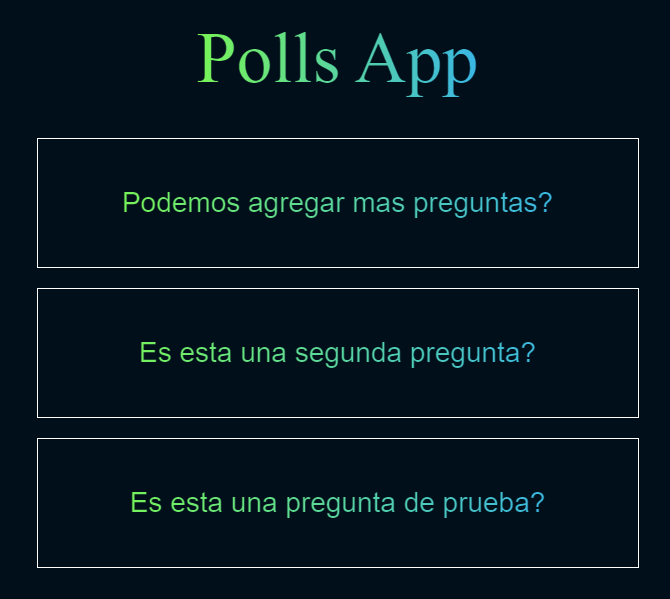 Polls App
Podemos agregar mas preguntas?
Es esta una segunda pregunta?
Es esta una pregunta de prueba?